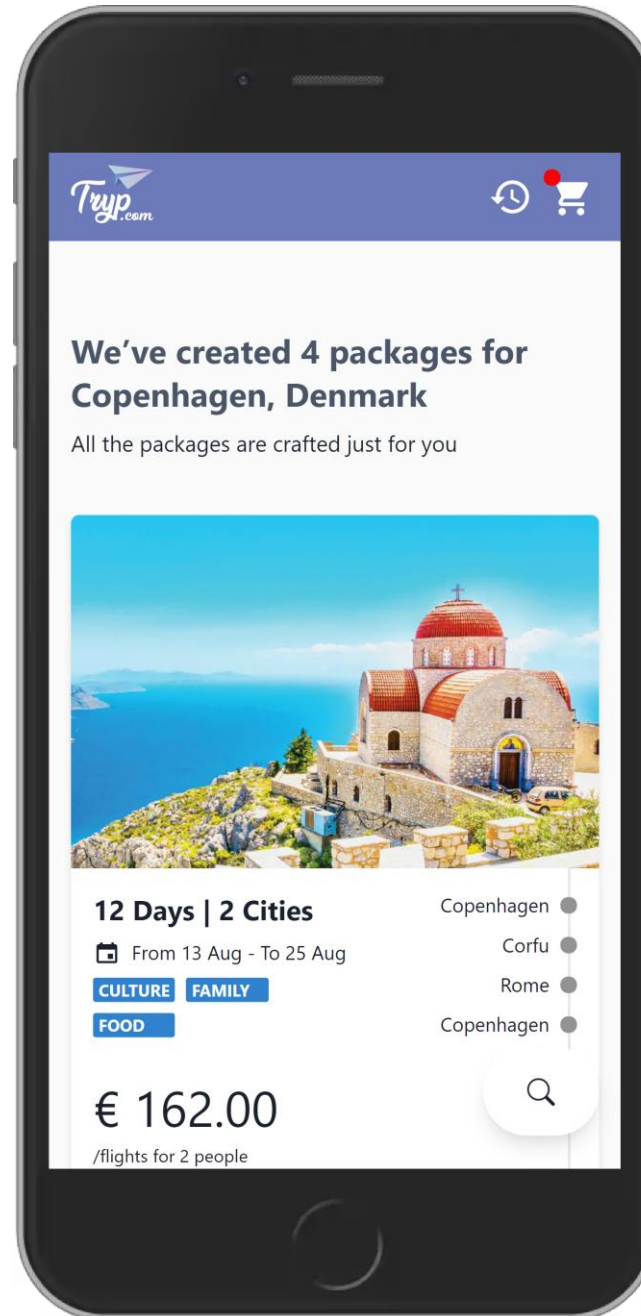 Tryp
.com
We’ve created 4 packages for
Copenhagen, Denmark
All the packages are crafted just for you
12 Days | 2 Cities
From 13 Aug - To 25 Aug
CULTURE FAMILY
FOOD
Copenhagen
Corfu
Rome
Copenhagen
€ 162.00
/flights for 2 people